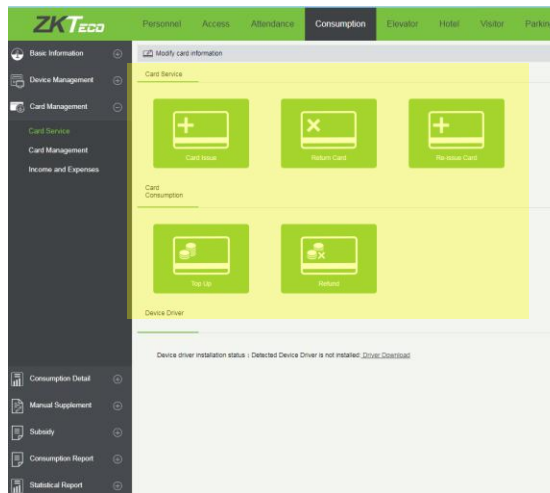 ZKTECO
Personnel Access Attendance Consumption Elevator Hotel Visitor Parkin
Basic Information
Device Management
Card Management
Card Service
Card Management
Income and Expenses
Consumption Detail
Manual Supplement
Subsidy
Consumption Report
Statistical Report
Modify card information
Card Service
Card Issue Return Card Re-issue Card
Card
Consumption
Top Up Refund
Device Driver
Device driver installation status : Detected Device Driver is not installed. Driver Download